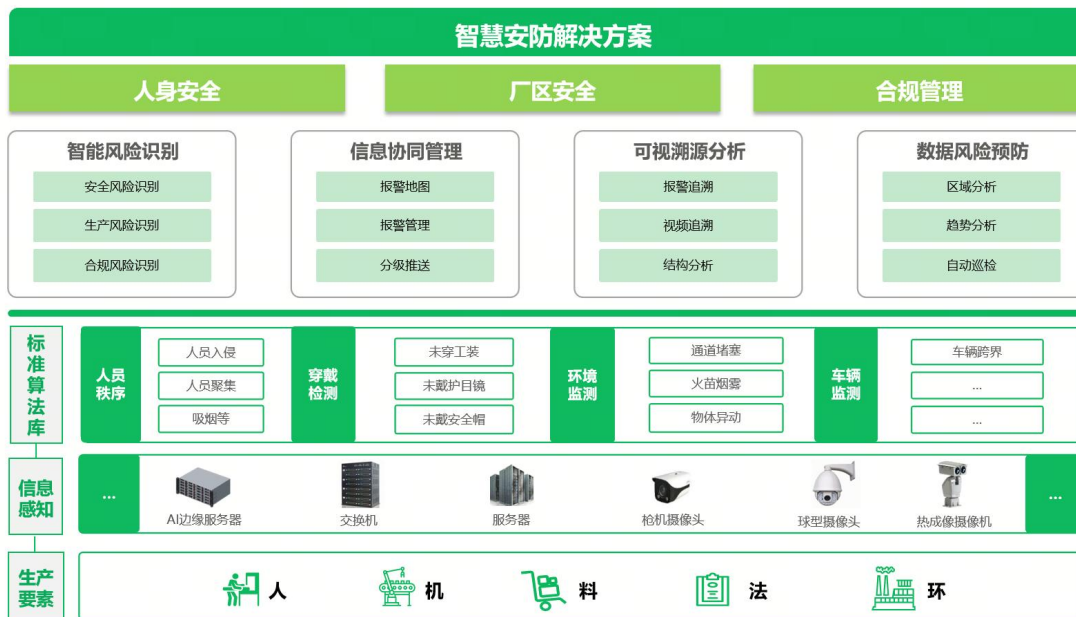 智慧安防解决方案
人身安全
厂区安全
合规管理
智能风险识别
安全风险识别
生产风险识别
合规风险识别
信息协同管理
报警地图
报警管理
分级推送
可视溯源分析
报警追溯
视频追溯
结构分析
数据风险预防
区域分析
趋势分析
自动巡检
标
准
算
法
库
人员
秩序
人员入侵
人员聚集
吸烟等
穿戴
检测
未穿工装
未戴护目镜
未戴安全帽
环境
监测
通道堵塞
火苗烟雾
物体异动
车辆
监测
车辆跨界
...
...
信息
感知
...
AI边缘服务器
交换机
服务器
枪机摄像头
球型摄像头
热成像摄像机
...
生产
要素
人
机
料
法
环